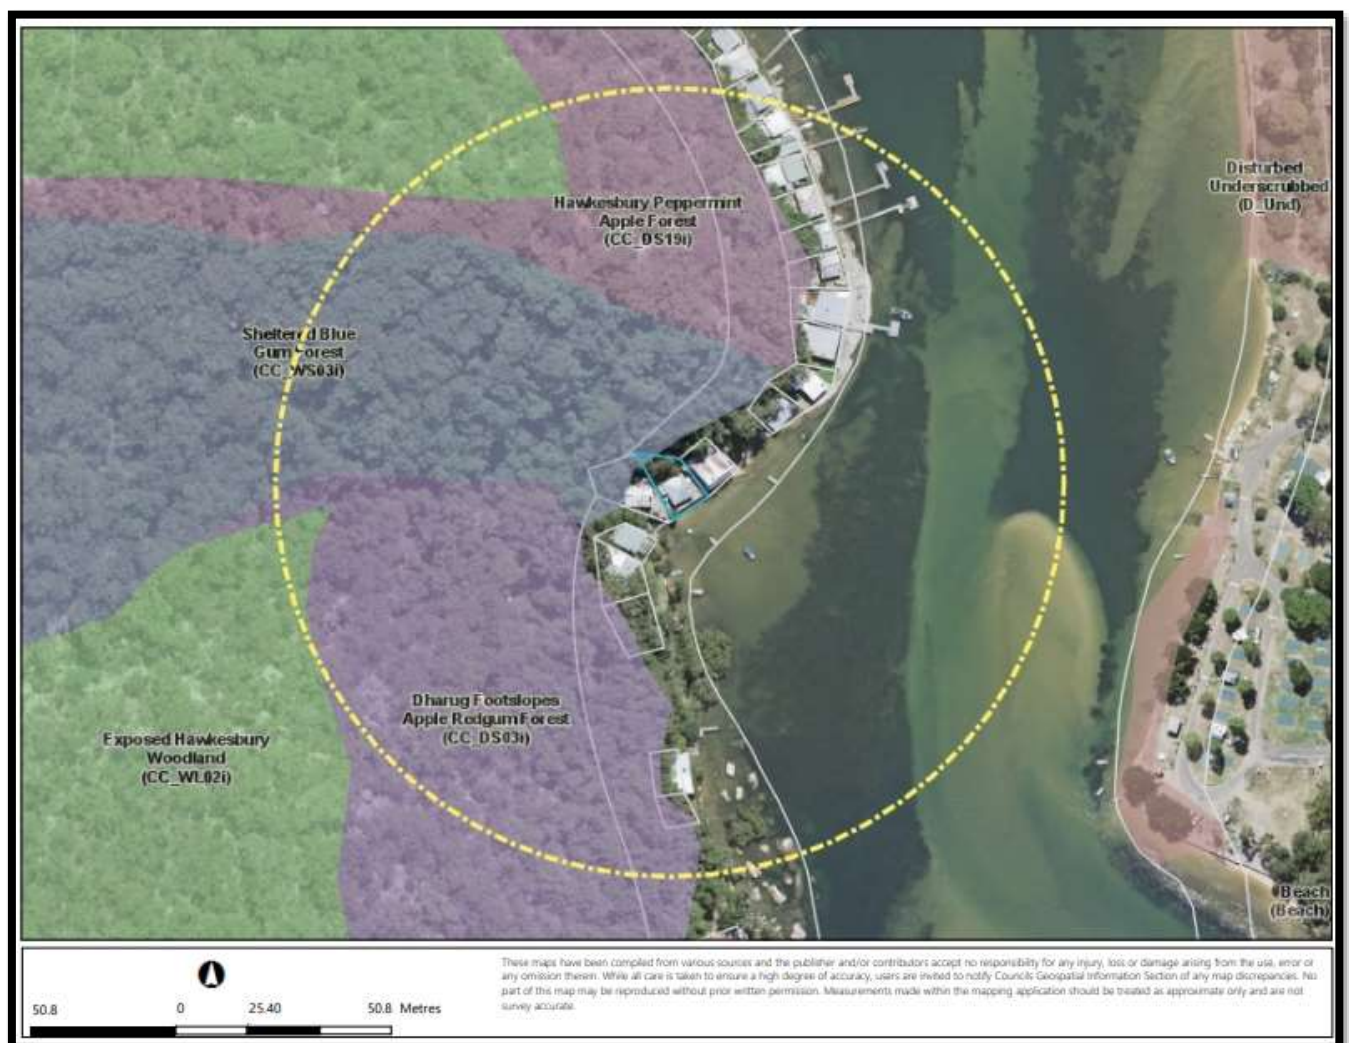 Hawkesbury Peppermint
Apple Forest
(CC_DS19i)
Disturbed
Underscrubbed
(D_Und)
Sheltered Blue
Gum Forest
(CC_WS03i)
Dharug Footslopes
Apple Redgum Forest
(CC_DS03i)
Exposed Hawkesbury
Woodland
(CC_WL02i)
Beach
(Beach)
50.8 0 25.40 50.8 Metres
These maps have been compiled from various sources and the publisher and/or contributors accept no responsibility for any injury, loss or damage arising from the use, error or
any omission therein. While all care is taken to ensure a high degree of accuracy, users are invited to notify Councils Geospatial Information Section of any map discrepancies. No
part of this map may be reproduced without prior written permission. Measurements made within the mapping application should be treated as approximate only and are not
survey accurate.